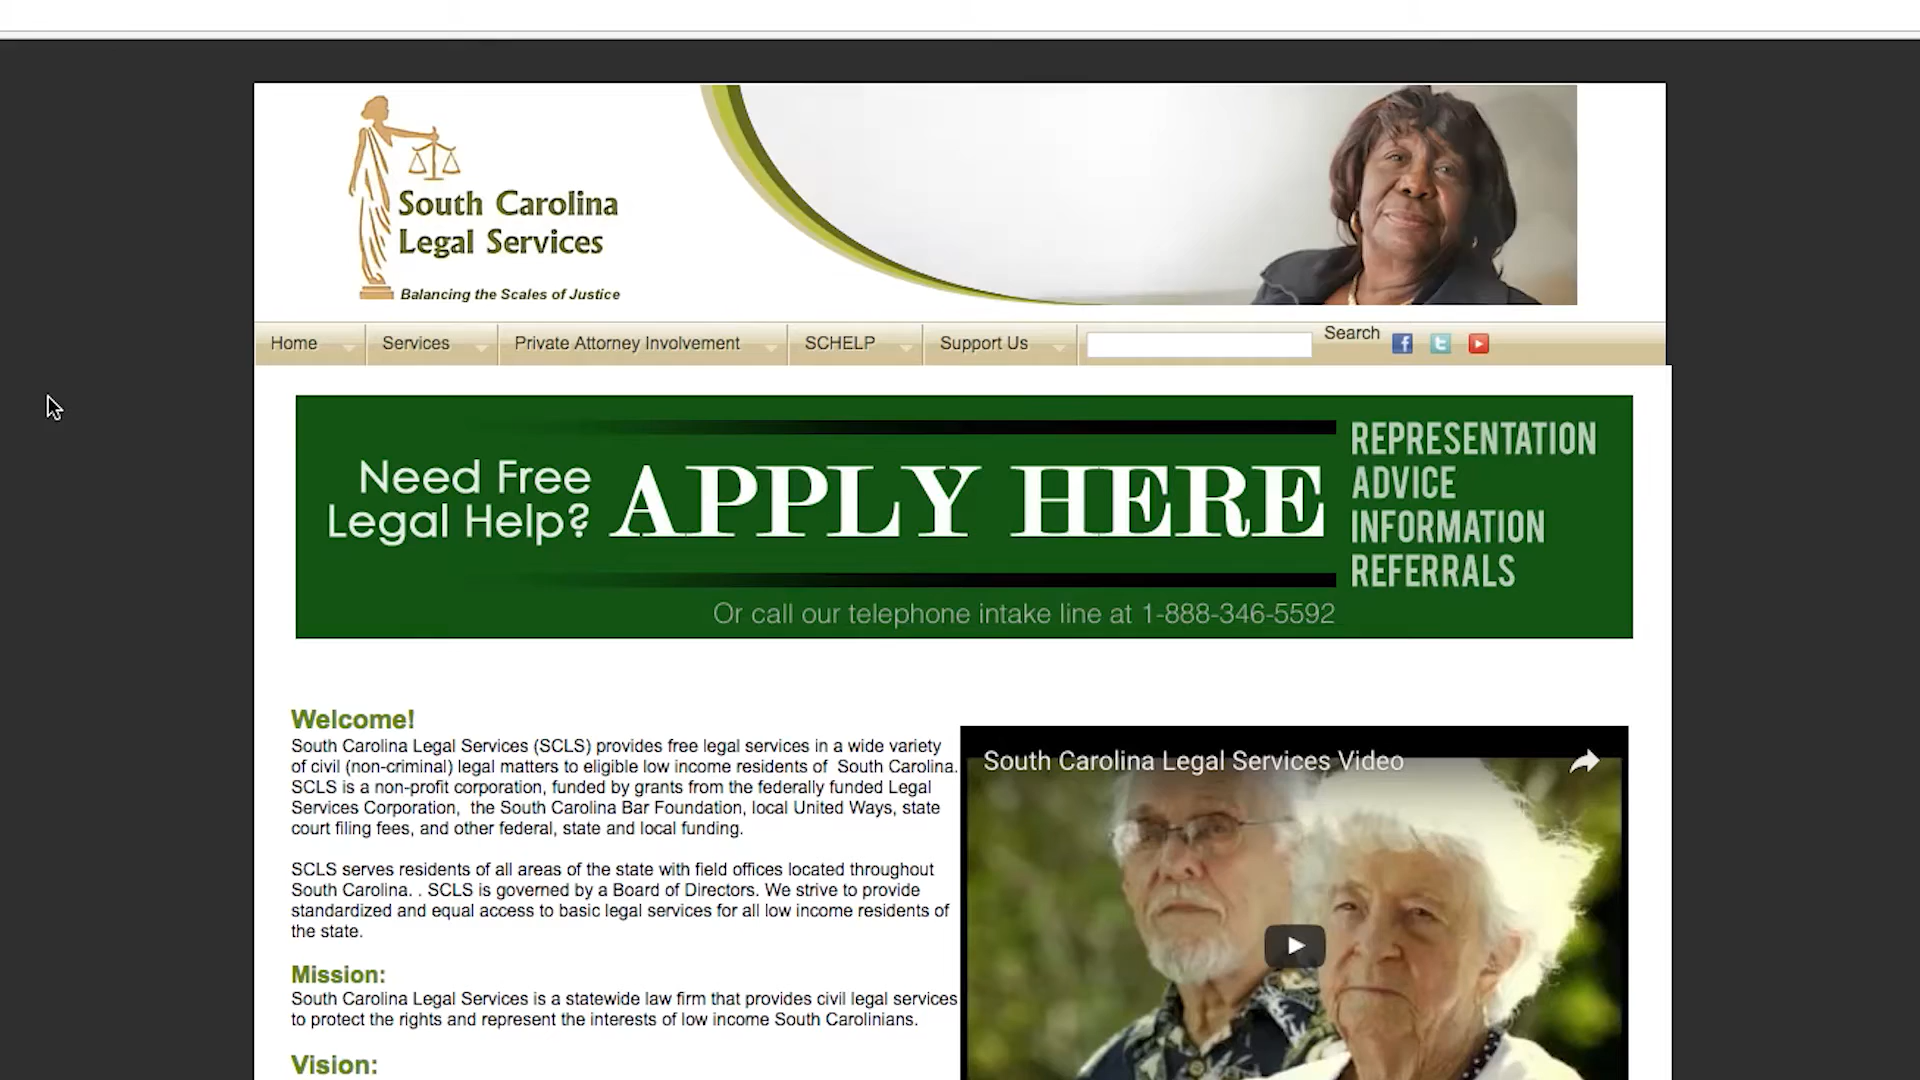 South Carolina
Legal Services
Balancing the Scales of Justice
Home
Services
Private Attorney Involvement
SCHELP
Support Us
Search
Need Free
Legal Help?
APPLY HERE
REPRESENTATION
ADVICE
INFORMATION
REFERRALS
Or call our telephone intake line at 1-888-346-5592
Welcome!
South Carolina Legal Services (SCLS) provides free legal services in a wide variety
of civil (non-criminal) legal matters to eligible low income residents of South Carolina.
SCLS is a non-profit corporation, funded by grants from the federally funded Legal
Services Corporation, the South Carolina Bar Foundation, local United Ways, state
court filing fees, and other federal, state and local funding.
SCLS serves residents of all areas of the state with field offices located throughout
South Carolina. . SCLS is governed by a Board of Directors. We strive to provide
standardized and equal access to basic legal services for all low income residents of
the state.
Mission:
South Carolina Legal Services is a statewide law firm that provides civil legal services
to protect the rights and represent the interests of low income South Carolinians.
Vision:
South Carolina Legal Services Video